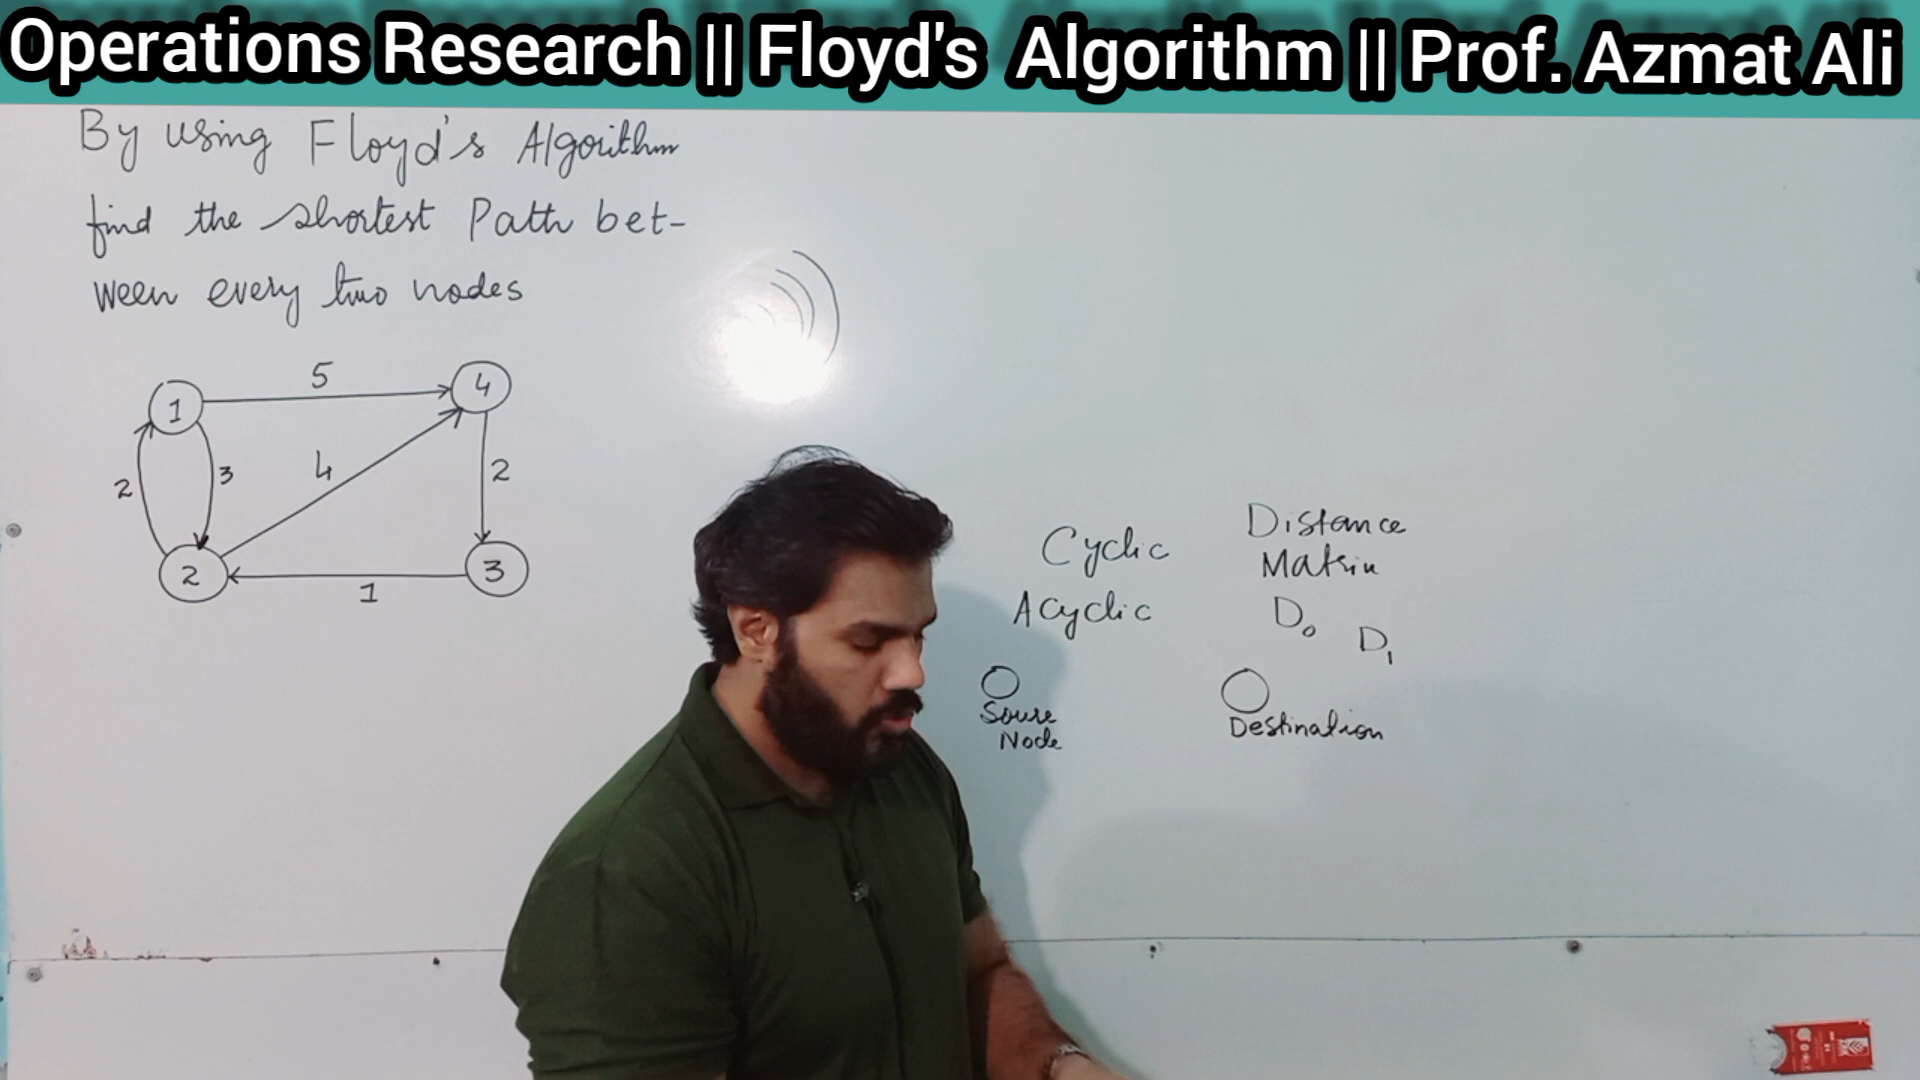 Operations Research || Floyd's Algorithm || Prof. Azmat Ali
By using Floyd's Algorithm
find the shortest Path bet-
ween every two nodes
5
1
4
2
3
4
2
2
3
1
Cyclic
Acyclic
Distance
Matrix
D₀
D₁
Sourse
Node
Destination